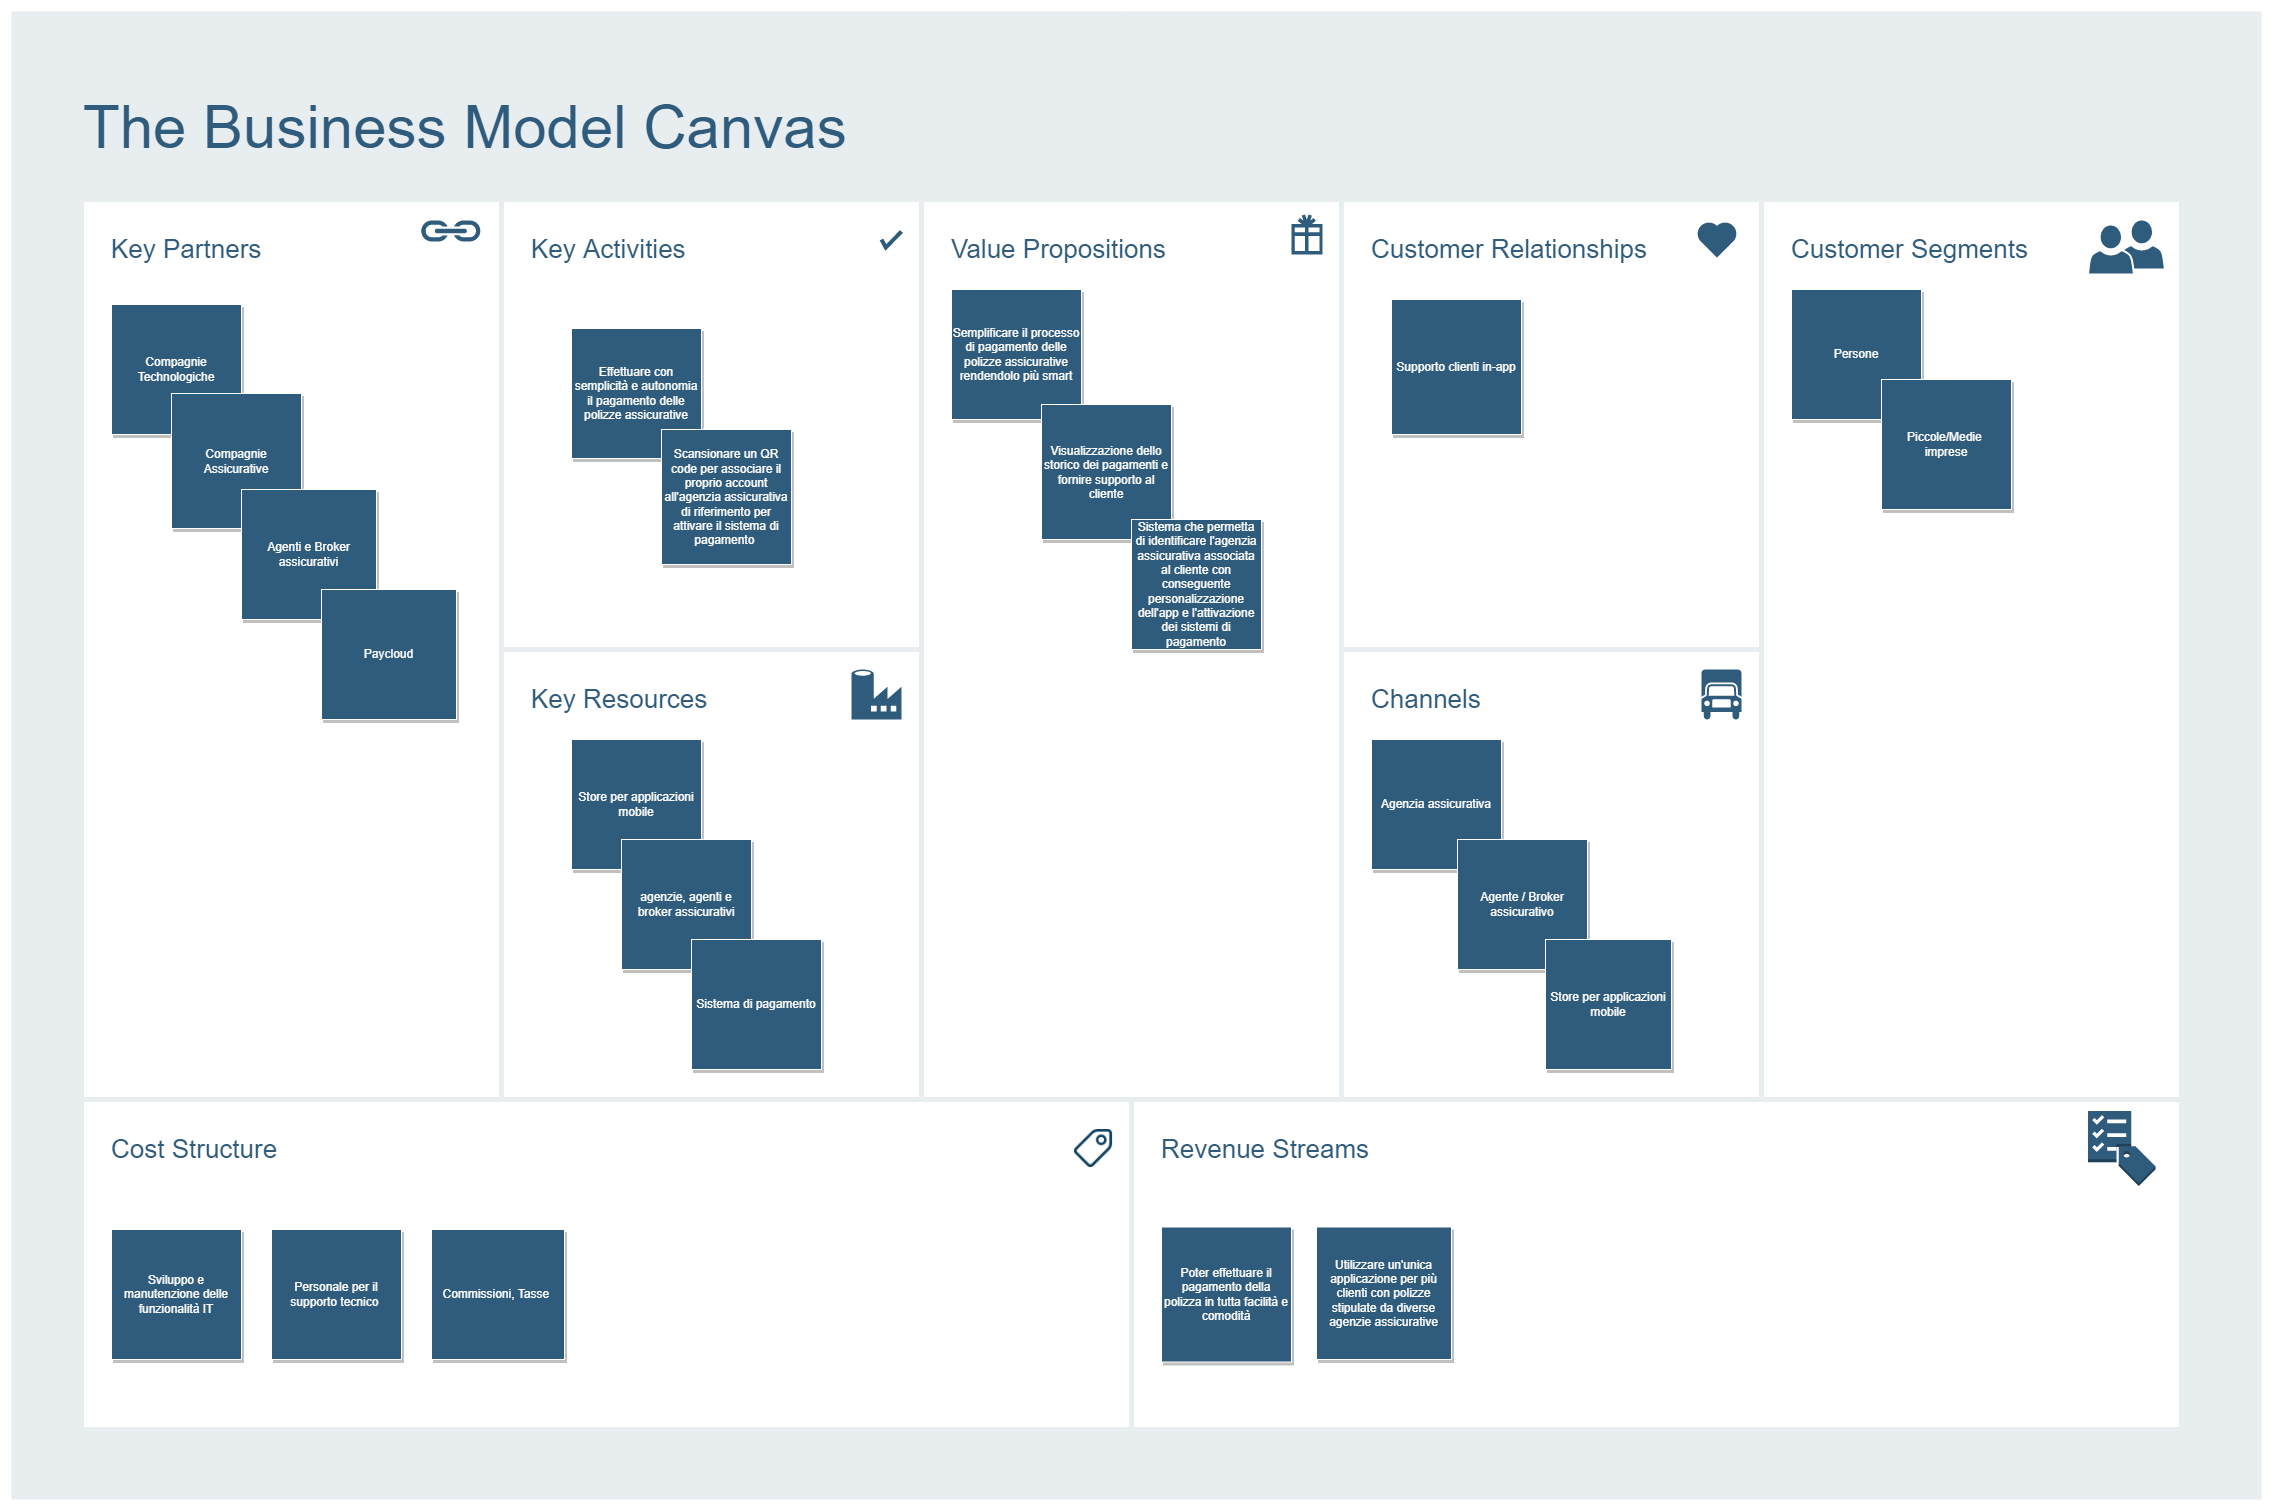 The Business Model Canvas
Key Partners
Compagnie
Technologiche
Compagnie
Assicurative
Agenti e Broker
assicurativi
Paycloud
Key Activities
Effettuare con
semplicità e autonomia
il pagamento delle
polizze assicurative
Scansionare un QR
code per associare il
proprio account
all'agenzia assicurativa
di riferimento per
attivare il sistema di
pagamento
Key Resources
Store per applicazioni
mobile
agenzie, agenti e
broker assicurativi
Sistema di pagamento
Value Propositions
Semplificare il processo
di pagamento delle
polizze assicurative
rendendolo più smart
Visualizzazione dello
storico dei pagamenti e
fornire supporto al
cliente
Sistema che permetta
di identificare l'agenzia
assicurativa associata
al cliente con
conseguente
personalizzazione
dell'app e l'attivazione
dei sistemi di
pagamento
Customer Relationships
Supporto clienti in-app
Channels
Agenzia assicurativa
Agente / Broker
assicurativo
Store per applicazioni
mobile
Customer Segments
Persone
Piccole/Medie
imprese
Cost Structure
Sviluppo e
manutenzione delle
funzionalità IT
Personale per il
supporto tecnico
Commissioni, Tasse
Revenue Streams
Poter effettuare il
pagamento della
polizza in tutta facilità e
comodità
Utilizzare un'unica
applicazione per più
clienti con polizze
stipulate da diverse
agenzie assicurative